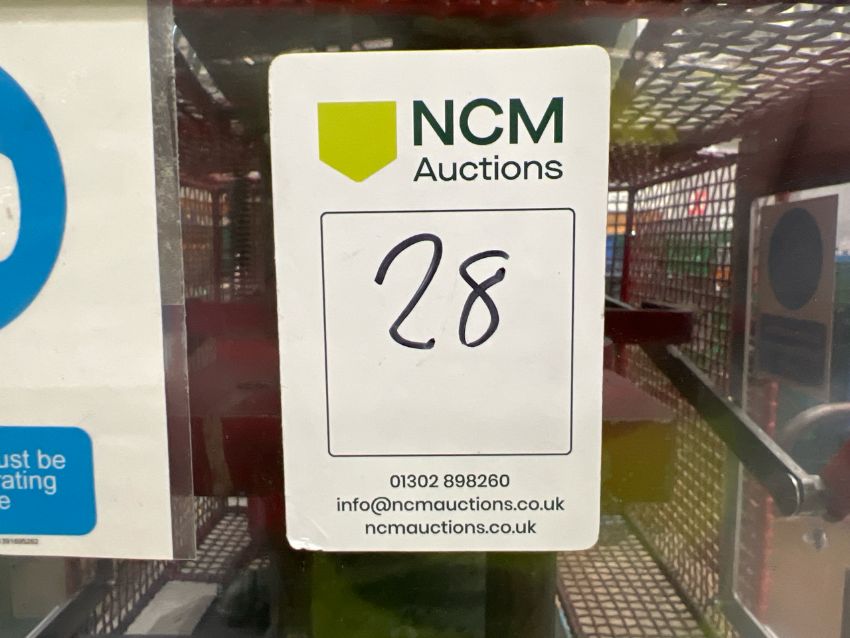 NCM
Auctions
28
01302 898260
info@ncmauctions.co.uk
ncmauctions.co.uk
ust be
rating
e